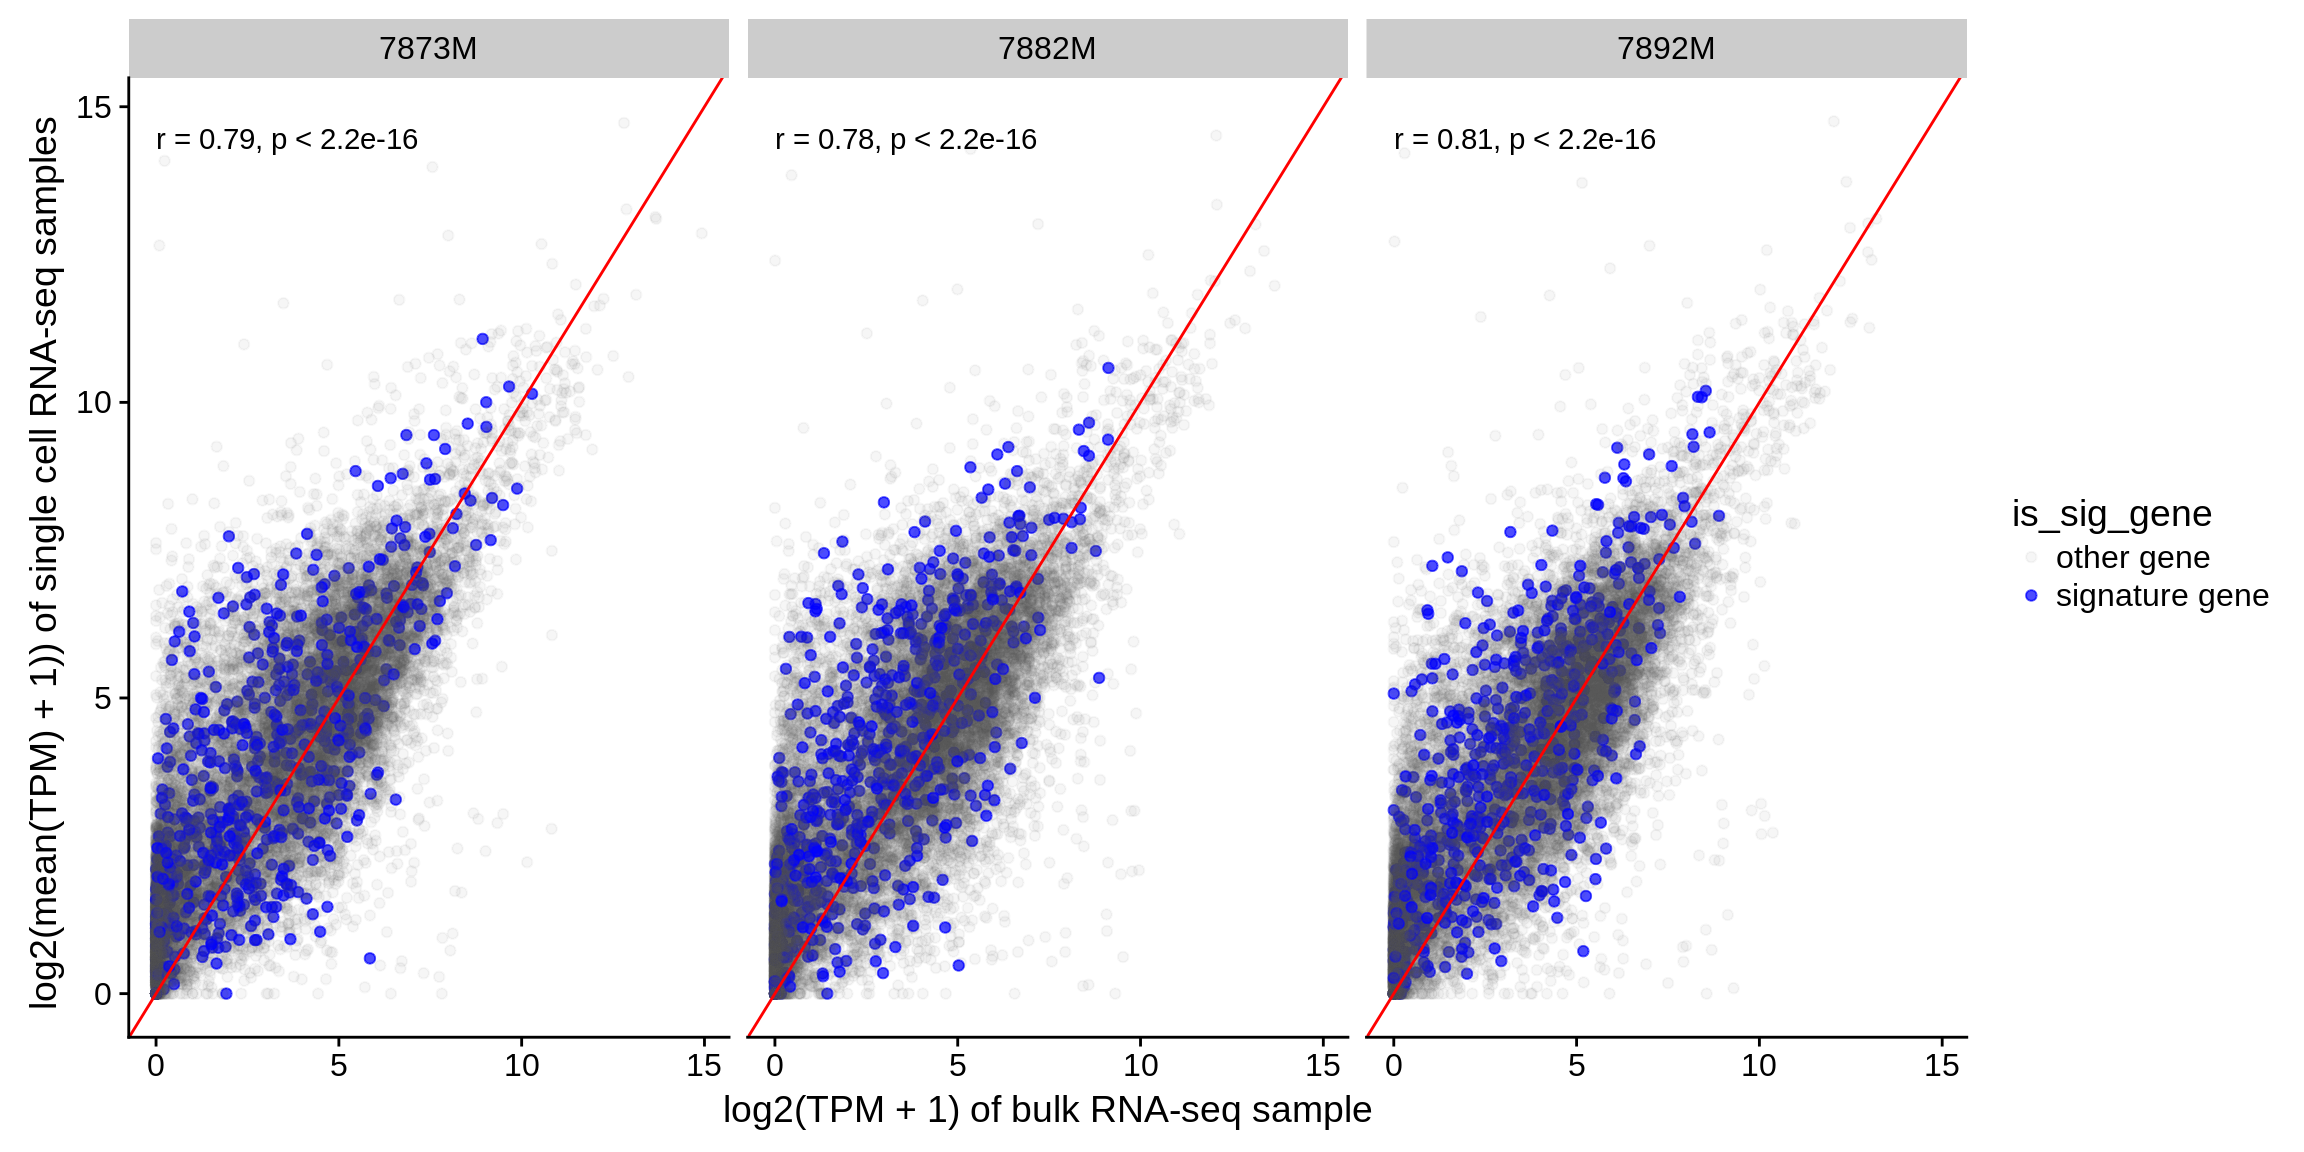 7873M
7882M
7892M
r = 0.79, p < 2.2e-16
r = 0.78, p < 2.2e-16
r = 0.81, p < 2.2e-16
15
10
5
0
log2(mean(TPM) + 1)) of single cell RNA-seq samples
0
5
10
15
0
5
10
15
0
5
10
15
log2(TPM + 1) of bulk RNA-seq sample
is_sig_gene
other gene
signature gene